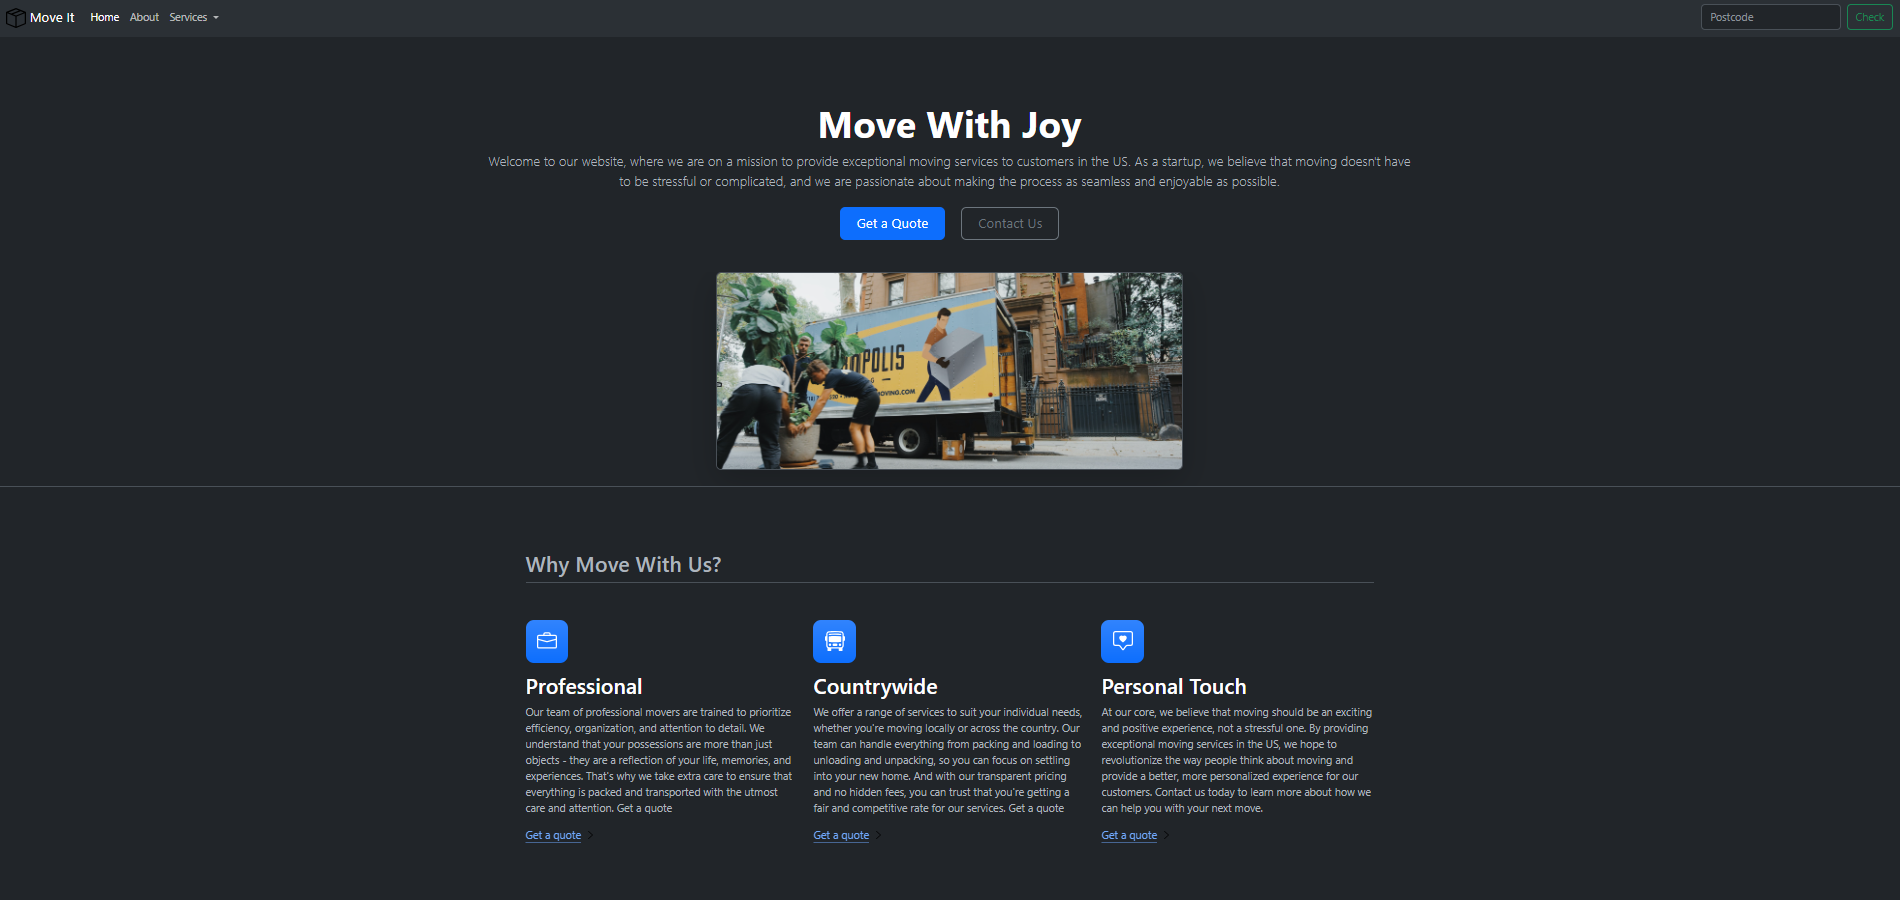 Move It Home About Services Postcode Check
Move With Joy
Welcome to our website, where we are on a mission to provide exceptional moving services to customers in the US. As a startup, we believe that moving doesn't have
to be stressful or complicated, and we are passionate about making the process as seamless and enjoyable as possible.
Get a Quote Contact Us
OPOLIS
MOVING.COM
Why Move With Us?
Professional
Our team of professional movers are trained to prioritize
efficiency, organization, and attention to detail. We
understand that your possessions are more than just
objects - they are a reflection of your life, memories, and
experiences. That's why we take extra care to ensure that
everything is packed and transported with the utmost
care and attention. Get a quote
Get a quote
Countrywide
We offer a range of services to suit your individual needs,
whether you're moving locally or across the country. Our
team can handle everything from packing and loading to
unloading and unpacking, so you can focus on settling
into your new home. And with our transparent pricing
and no hidden fees, you can trust that you're getting a
fair and competitive rate for our services. Get a quote
Get a quote
Personal Touch
At our core, we believe that moving should be an exciting
and positive experience, not a stressful one. By providing
exceptional moving services in the US, we hope to
revolutionize the way people think about moving and
provide a better, more personalized experience for our
customers. Contact us today to learn more about how we
can help you with your next move.
Get a quote